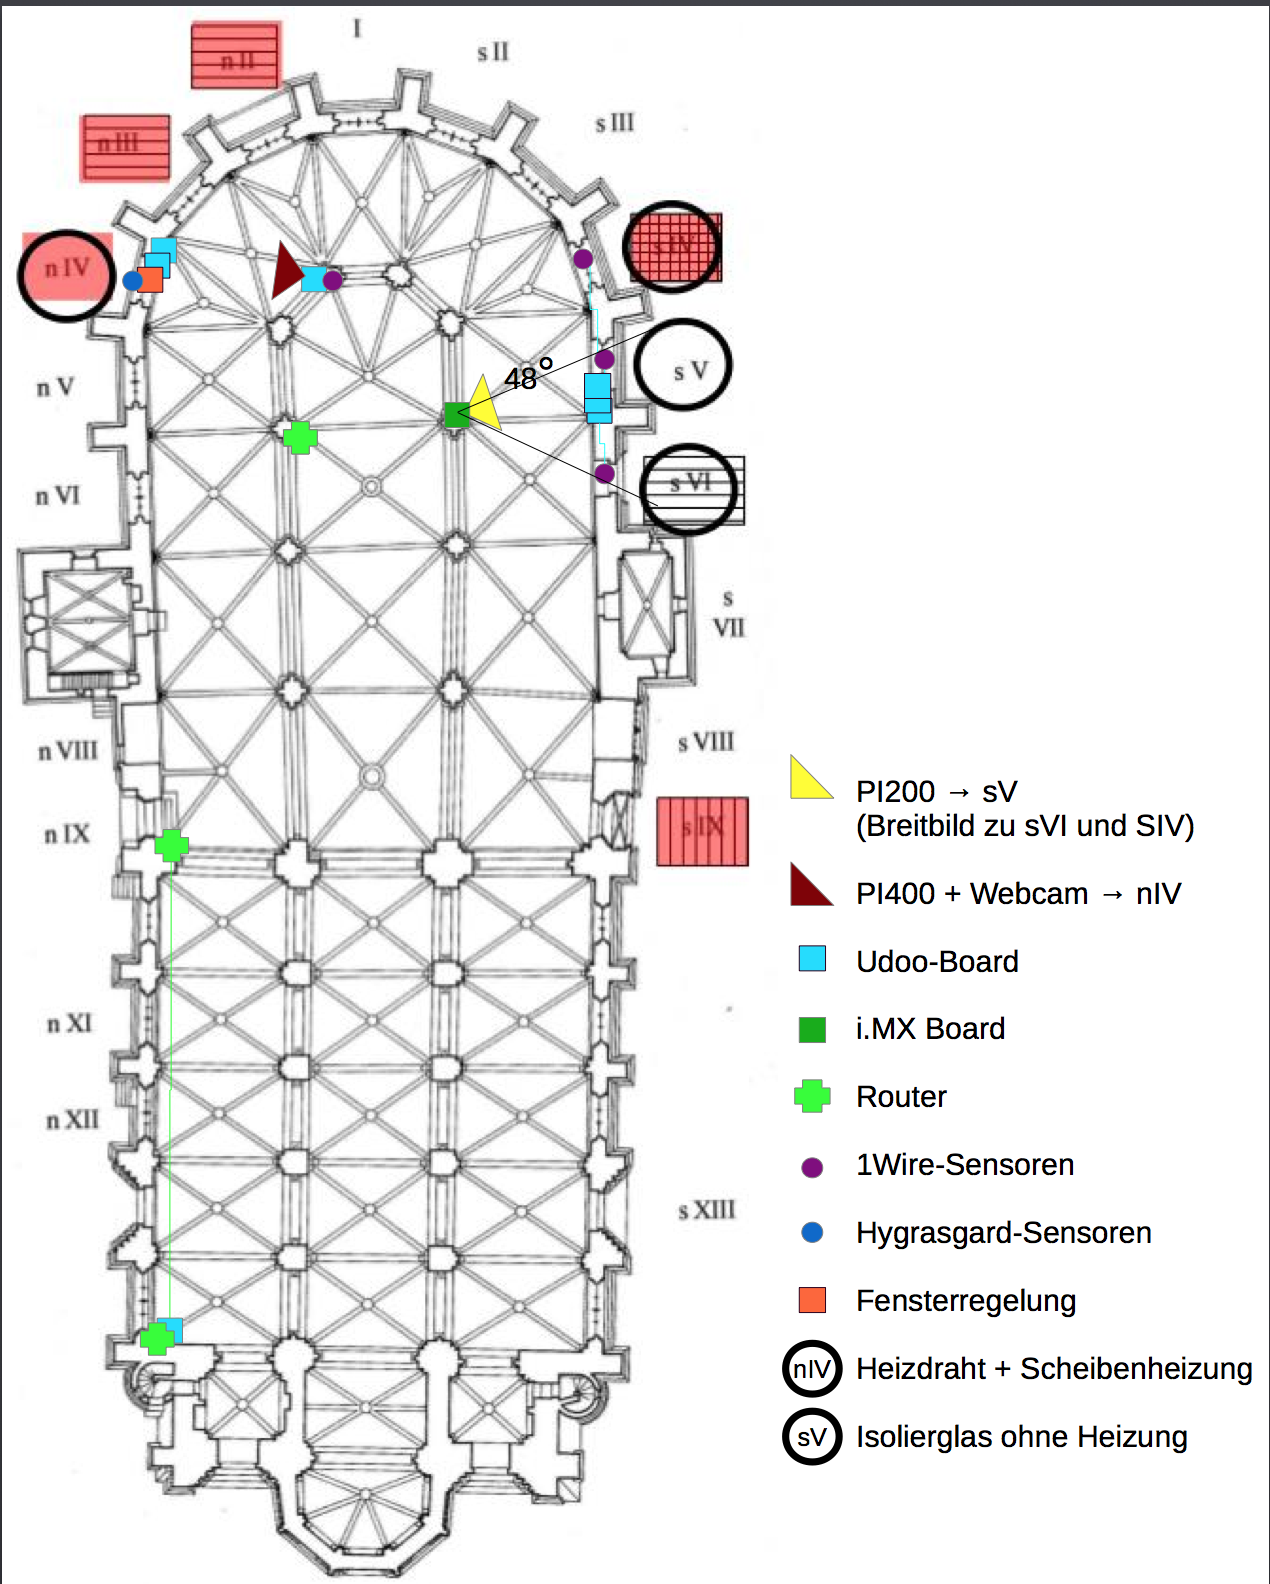 I
n II
s II
s III
n III
n IV
s IV
48°
s V
n V
s VI
n VI
s
VII
n VIII
s VIII
n IX
s IX
n XI
n XII
s XIII
PI200 → sV
(Breitbild zu sVI und SIV)
PI400 + Webcam → nIV
Udoo-Board
i.MX Board
Router
1Wire-Sensoren
Hygrasgard-Sensoren
Fensterregelung
nIV Heizdraht + Scheibenheizung
sV Isolierglas ohne Heizung